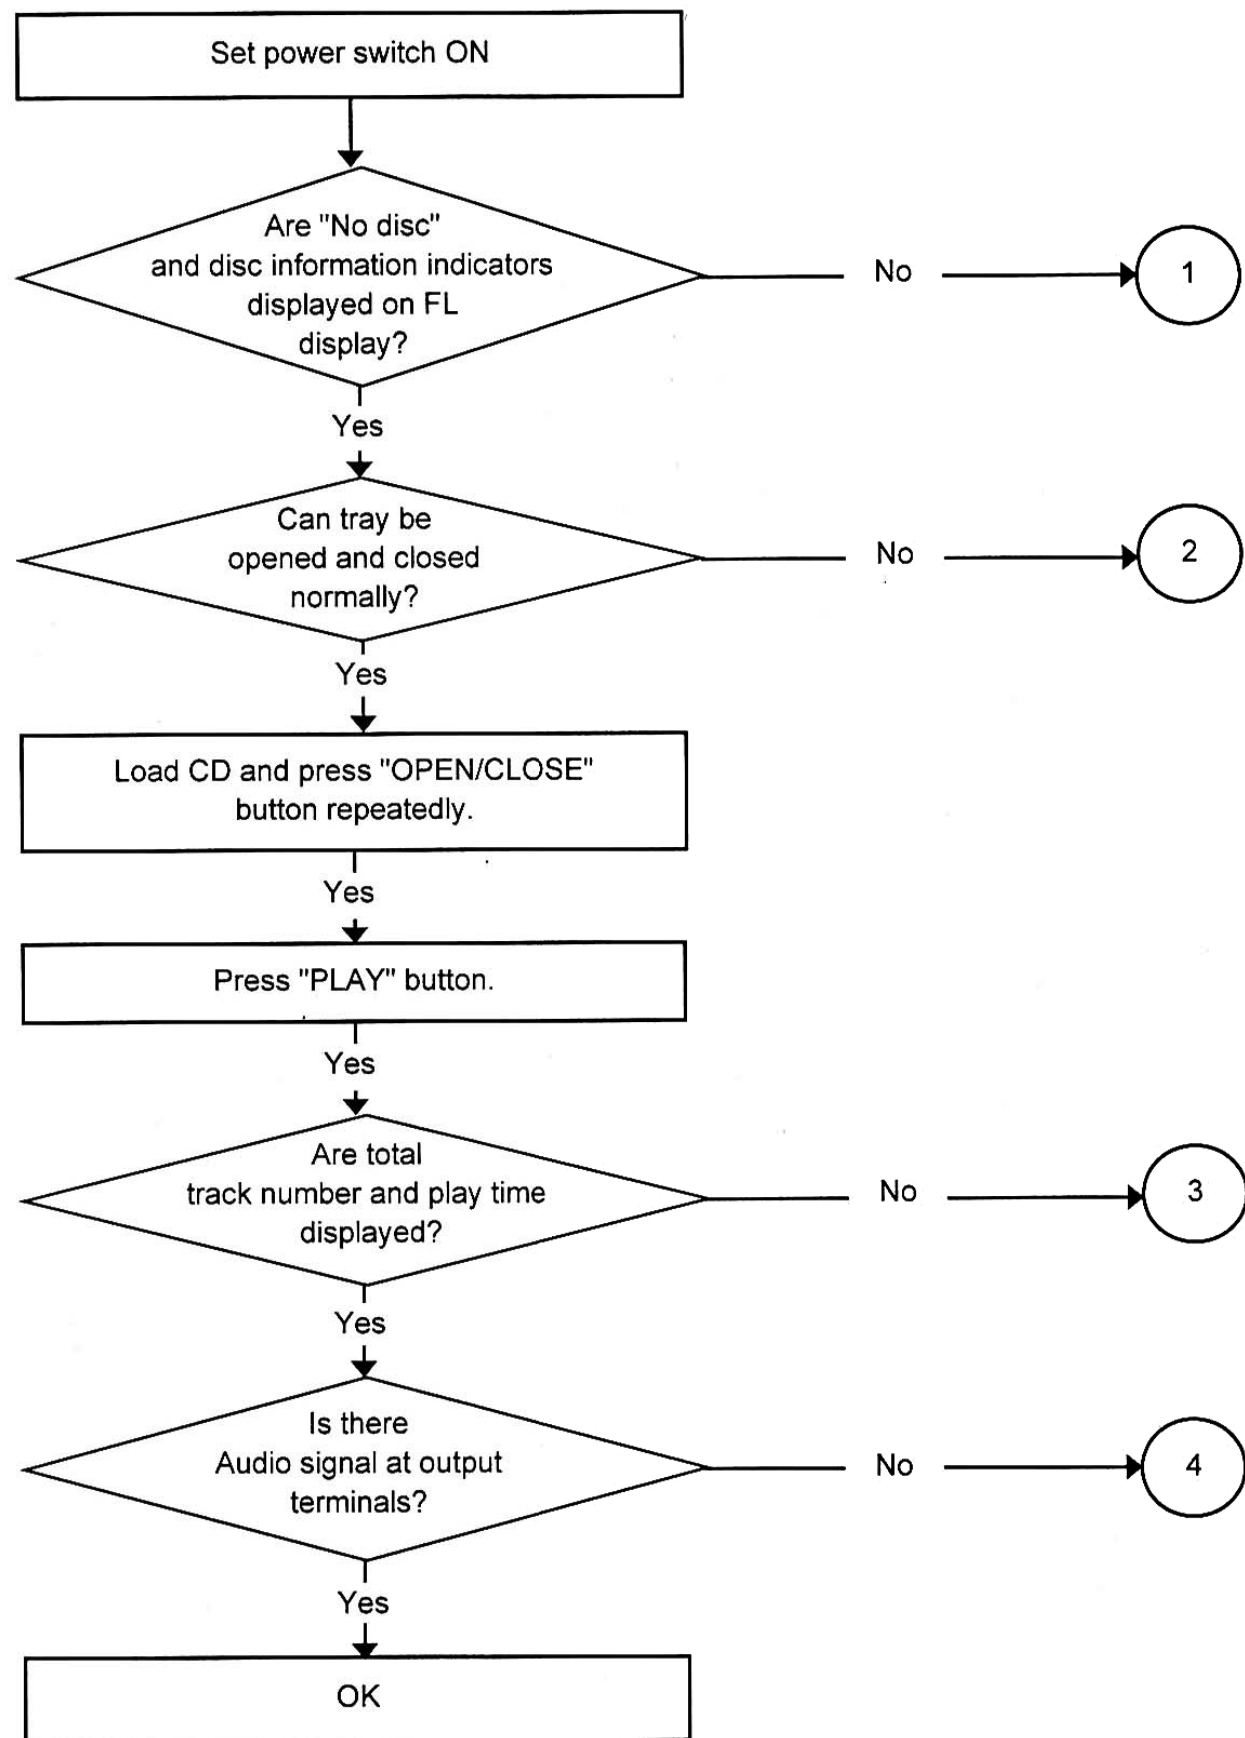 Set power switch ON
Are "No disc"
and disc information indicators
displayed on FL
display?
No
1
Yes
Can tray be
opened and closed
normally?
No
2
Yes
Load CD and press "OPEN/CLOSE"
button repeatedly.
Yes
Press "PLAY" button.
Yes
Are total
track number and play time
displayed?
No
3
Yes
Is there
Audio signal at output
terminals?
No
4
Yes
OK